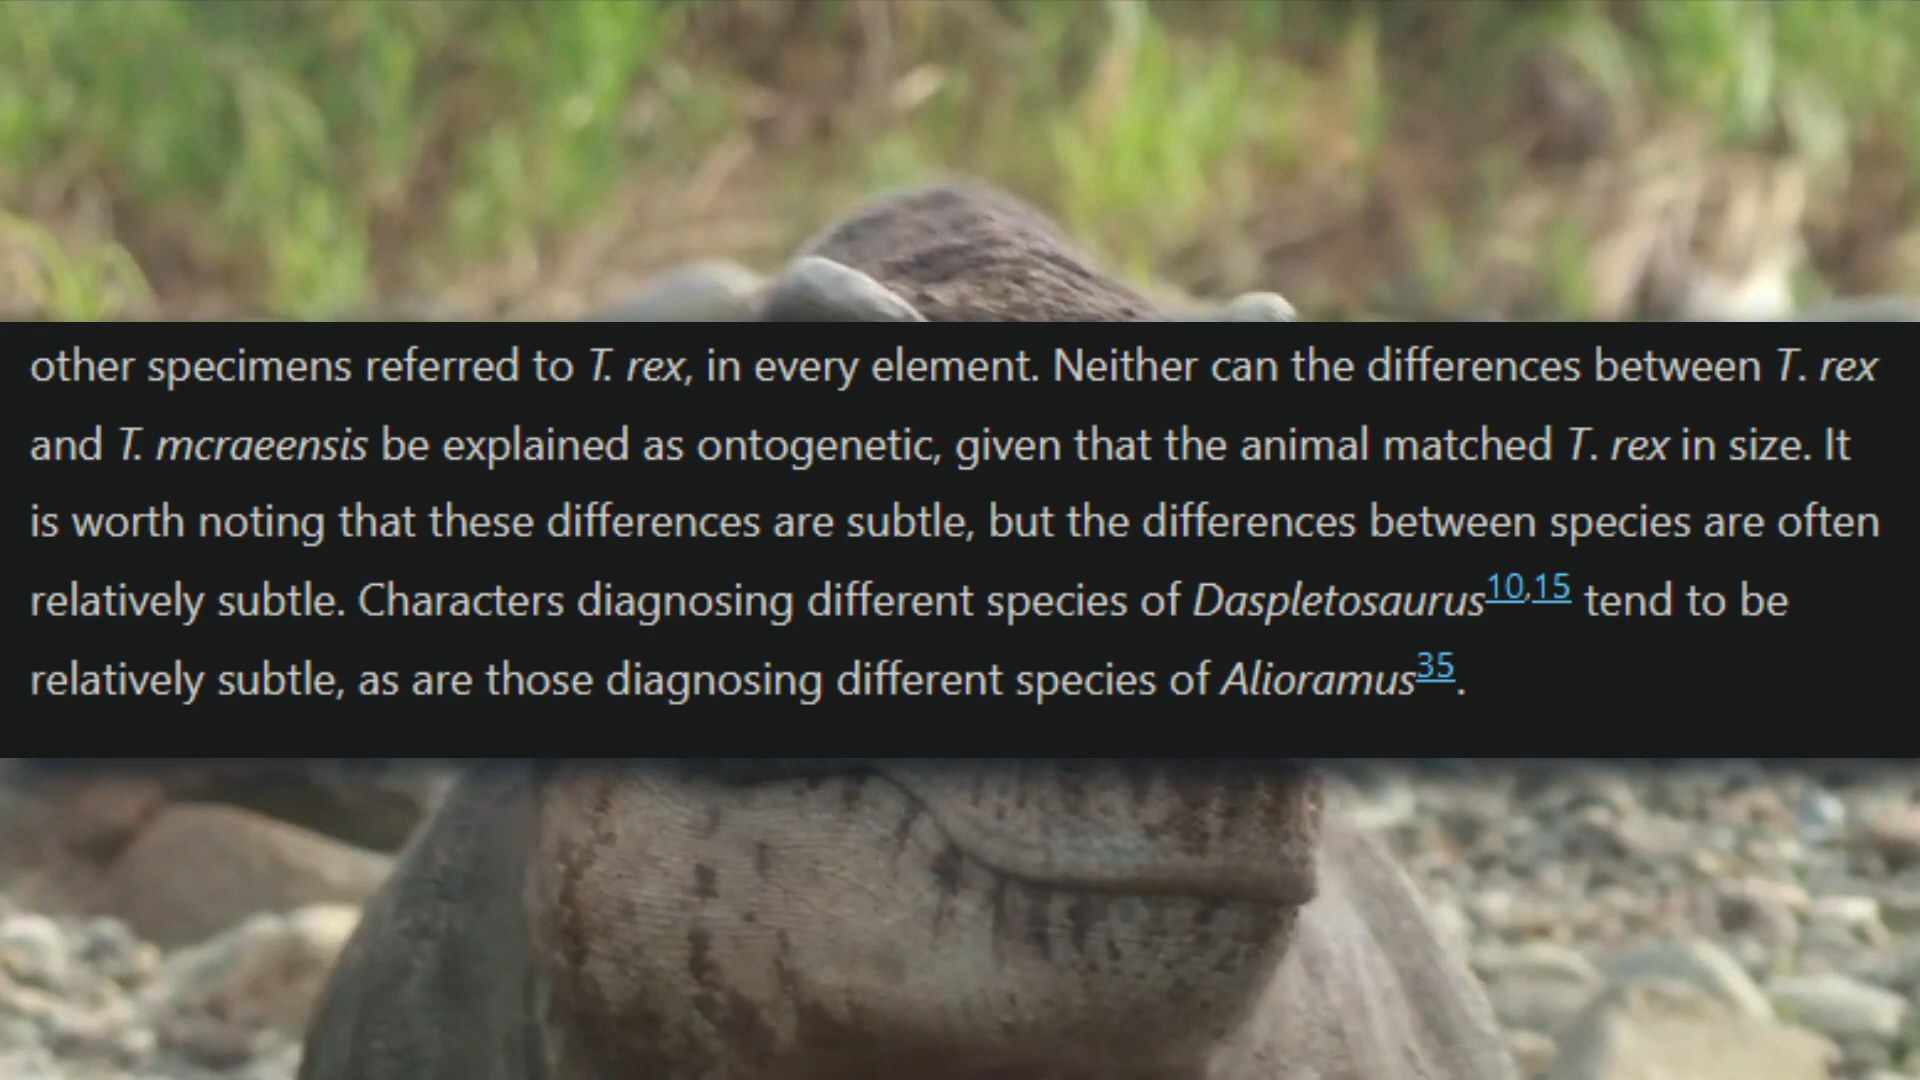 other specimens referred to T. rex, in every element. Neither can the differences between T. rex
and T. mcraeensis be explained as ontogenetic, given that the animal matched T. rex in size. It
is worth noting that these differences are subtle, but the differences between species are often
relatively subtle. Characters diagnosing different species of Daspletosaurus10,15 tend to be
relatively subtle, as are those diagnosing different species of Alioramus35.